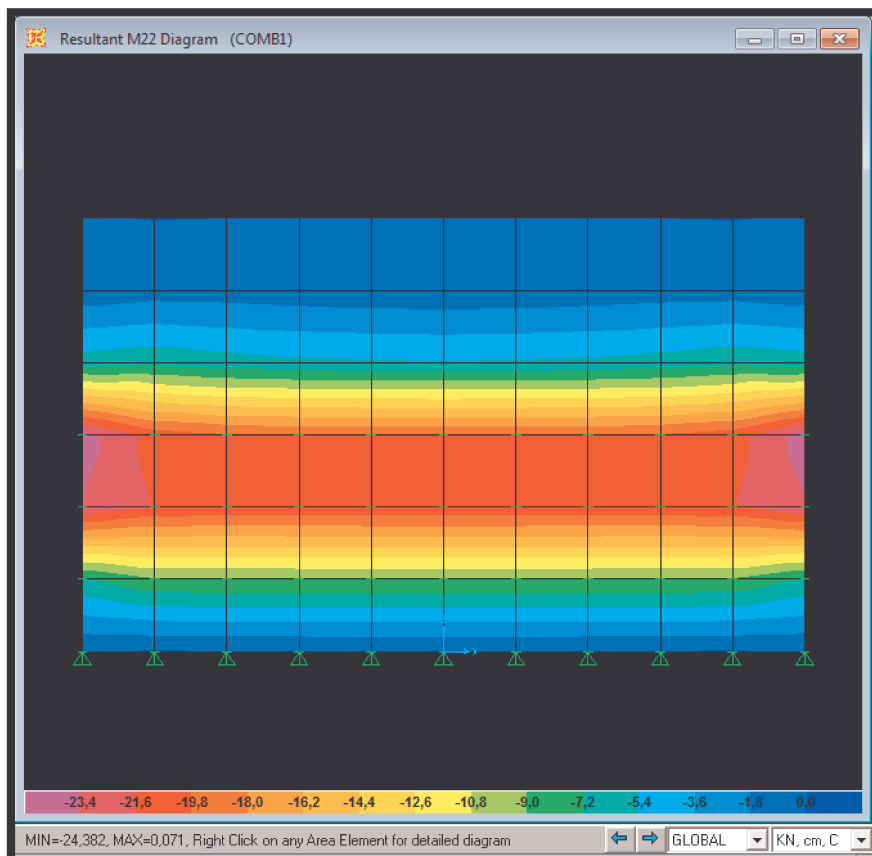 Resultant M22 Diagram (COMB1)
-23,4 -21,6 -19,8 -18,0 -16,2 -14,4 -12,6 -10,8 -9,0 -7,2 -5,4 -3,6 -1,8 0,0
MIN=-24,382, MAX=0,071, Right Click on any Area Element for detailed diagram GLOBAL KN, cm, C